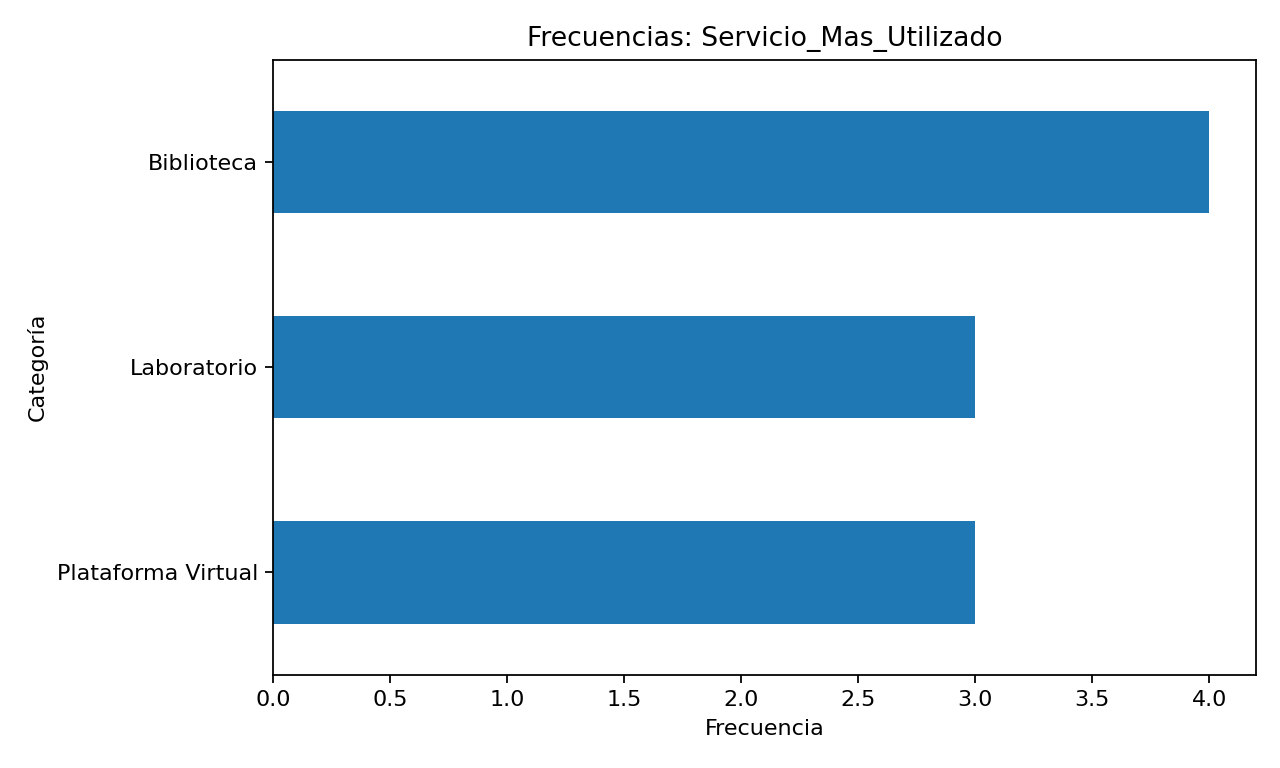 Frecuencias: Servicio_Mas_Utilizado
Categoría
Biblioteca
Laboratorio
Plataforma Virtual
0.0 0.5 1.0 1.5 2.0 2.5 3.0 3.5 4.0
Frecuencia